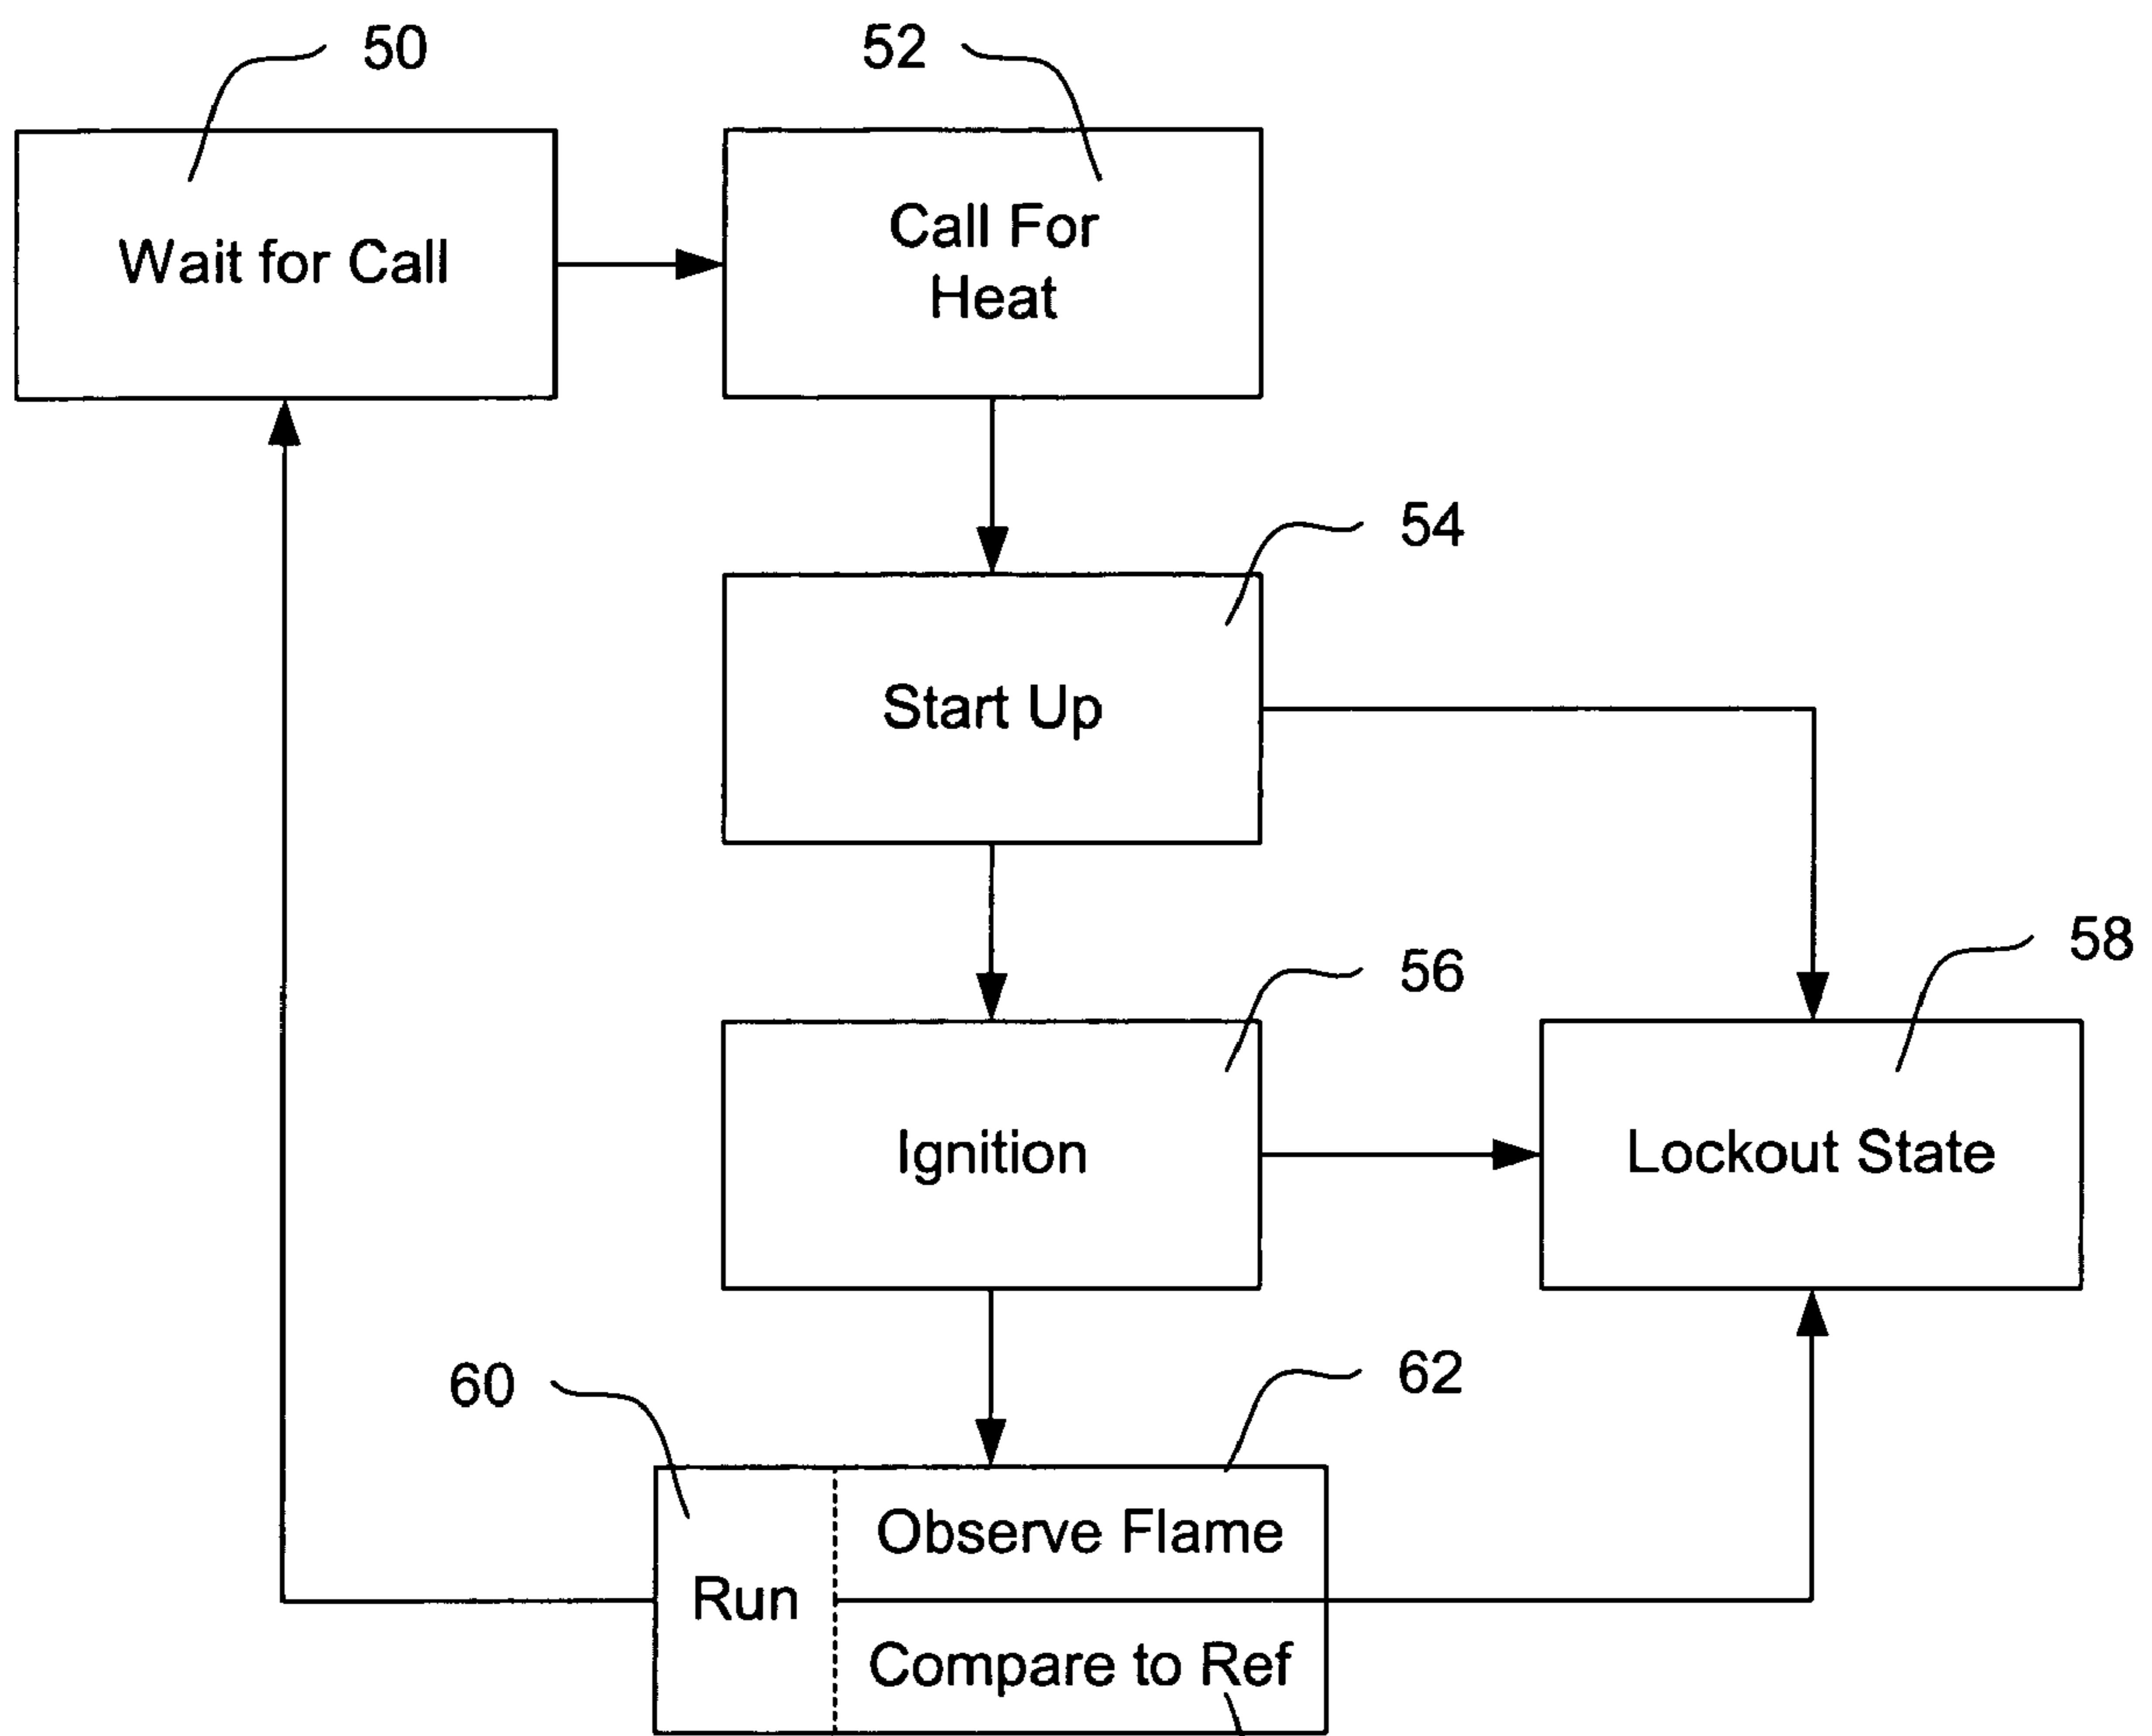 50
52
Wait for Call
Call For
Heat
54
Start Up
56
58
Ignition
Lockout State
60
62
Observe Flame
Run
Compare to Ref